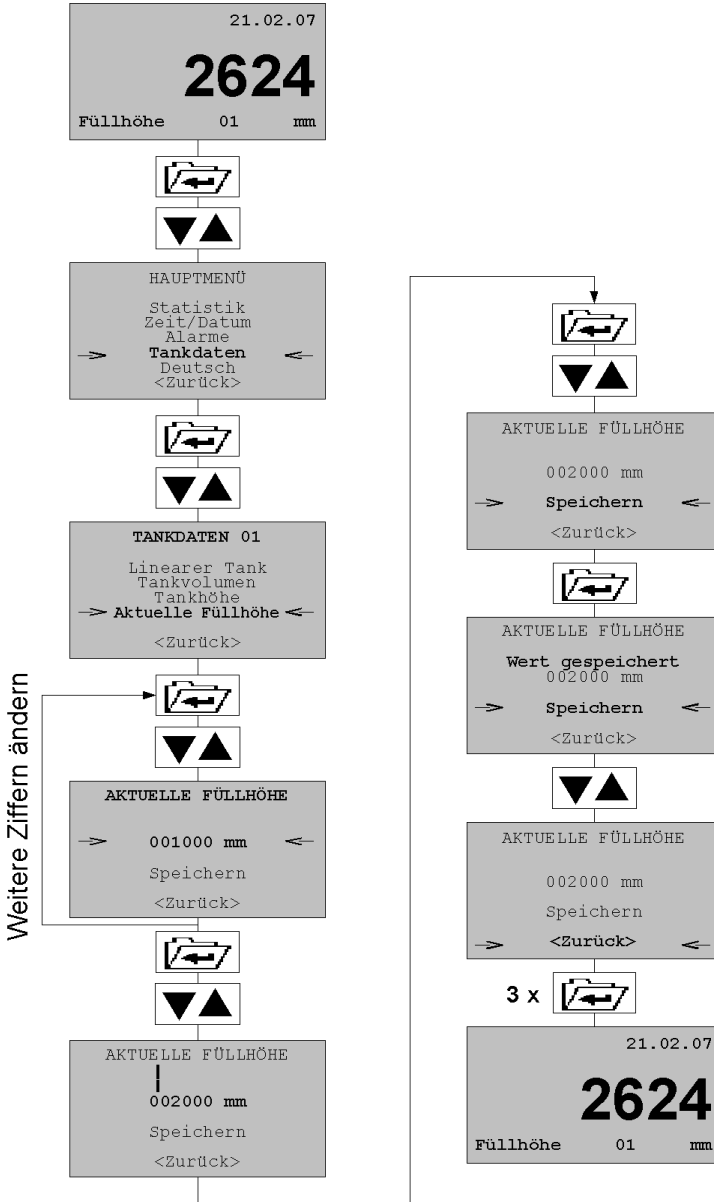 21.02.07
2624
Füllhöhe 01 mm
HAUPTMENÜ
Statistik
Zeit/Datum
Alarme
Tankdaten
Deutsch
<Zurück>
TANKDATEN 01
Linearer Tank
Tankvolumen
Tankhöhe
Aktuelle Füllhöhe
<Zurück>
Weitere Ziffern ändern
AKTUELLE FÜLLHÖHE
001000 mm
Speichern
<Zurück>
AKTUELLE FÜLLHÖHE
002000 mm
Speichern
<Zurück>
AKTUELLE FÜLLHÖHE
002000 mm
Speichern
<Zurück>
AKTUELLE FÜLLHÖHE
Wert gespeichert
002000 mm
Speichern
<Zurück>
AKTUELLE FÜLLHÖHE
002000 mm
Speichern
<Zurück>
3 x
21.02.07
2624
Füllhöhe 01 mm